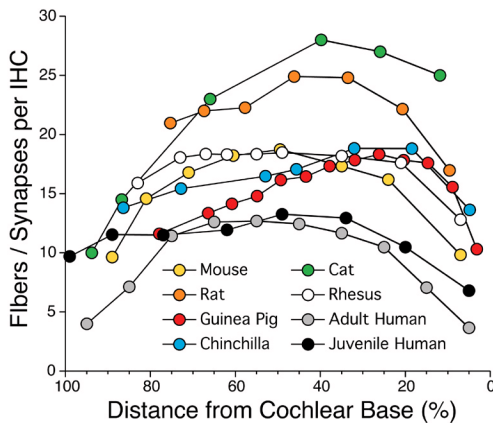 30
25
20
15
10
5
0
FIbers / Synapses per IHC
Mouse
Cat
Rat
Rhesus
Guinea Pig
Adult Human
Chinchilla
Juvenile Human
100 80 60 40 20 0
Distance from Cochlear Base (%)